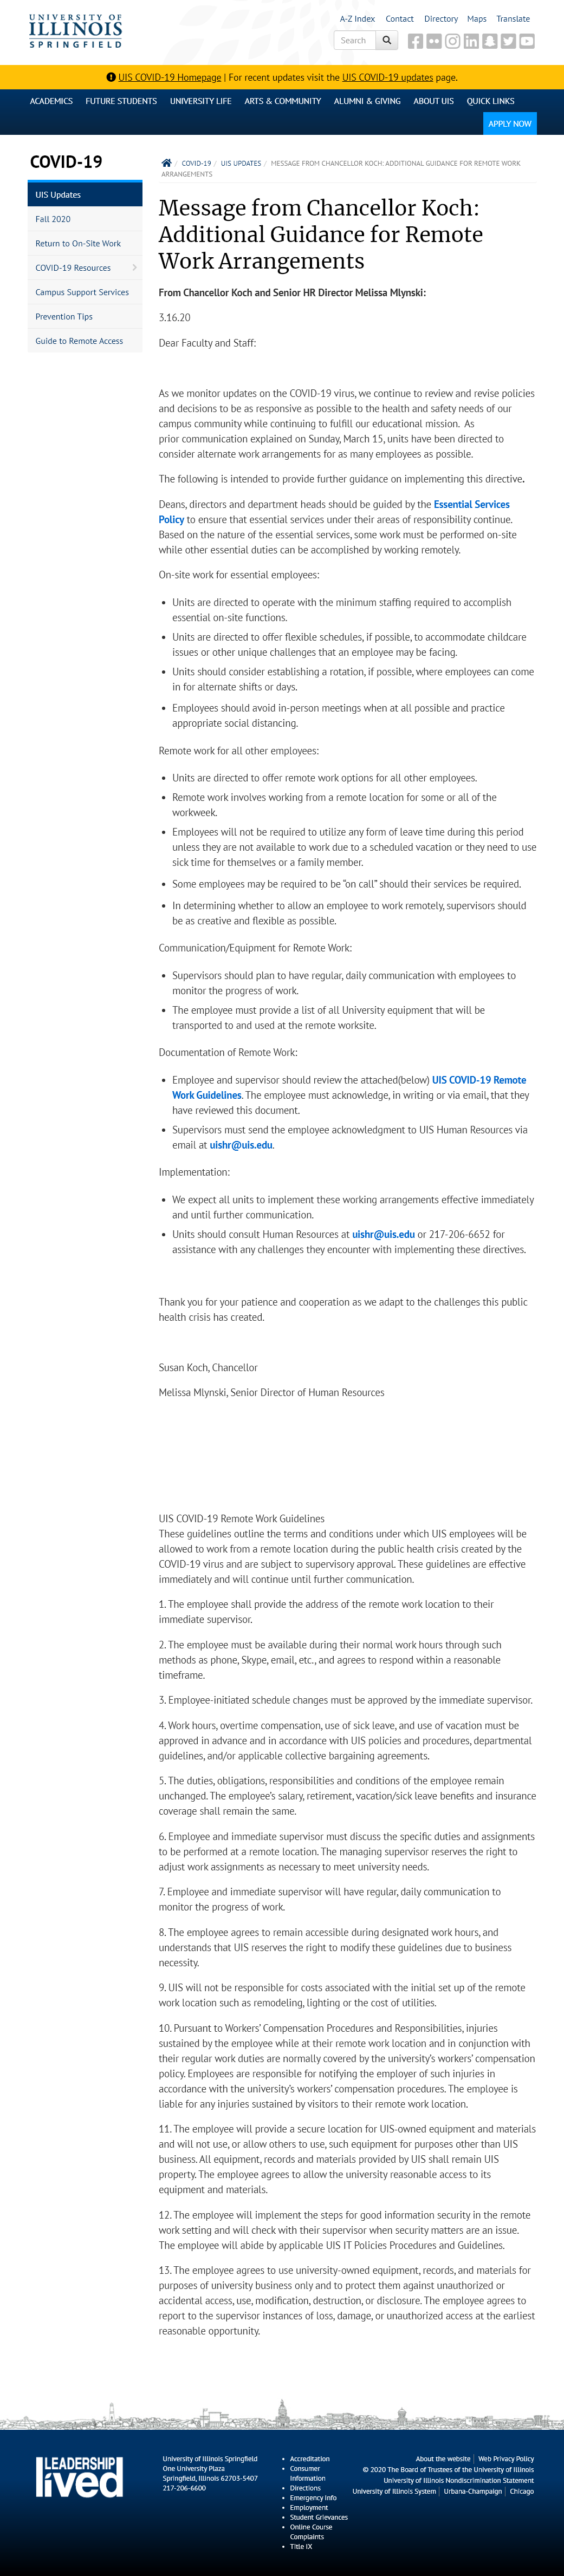 UNIVERSITY OF
ILLINOIS
SPRINGFIELD
A-Z Index Contact Directory Maps Translate
Search
UIS COVID-19 Homepage | For recent updates visit the UIS COVID-19 updates page.
ACADEMICS FUTURE STUDENTS UNIVERSITY LIFE ARTS & COMMUNITY ALUMNI & GIVING ABOUT UIS QUICK LINKS
APPLY NOW
COVID-19
UIS Updates
Fall 2020
Return to On-Site Work
COVID-19 Resources
Campus Support Services
Prevention Tips
Guide to Remote Access
/ COVID-19 / UIS UPDATES / MESSAGE FROM CHANCELLOR KOCH: ADDITIONAL GUIDANCE FOR REMOTE WORK
ARRANGEMENTS
Message from Chancellor Koch:
Additional Guidance for Remote
Work Arrangements
From Chancellor Koch and Senior HR Director Melissa Mlynski:
3.16.20
Dear Faculty and Staff:
As we monitor updates on the COVID-19 virus, we continue to review and revise policies
and decisions to be as responsive as possible to the health and safety needs of our
campus community while continuing to fulfill our educational mission.  As
prior communication explained on Sunday, March 15, units have been directed to
consider alternate work arrangements for as many employees as possible.
The following is intended to provide further guidance on implementing this directive.
Deans, directors and department heads should be guided by the Essential Services
Policy to ensure that essential services under their areas of responsibility continue.
Based on the nature of the essential services, some work must be performed on-site
while other essential duties can be accomplished by working remotely.
On-site work for essential employees:
• Units are directed to operate with the minimum staffing required to accomplish
essential on-site functions.
• Units are directed to offer flexible schedules, if possible, to accommodate childcare
issues or other unique challenges that an employee may be facing.
• Units should consider establishing a rotation, if possible, where employees can come
in for alternate shifts or days.
• Employees should avoid in-person meetings when at all possible and practice
appropriate social distancing.
Remote work for all other employees:
• Units are directed to offer remote work options for all other employees.
• Remote work involves working from a remote location for some or all of the
workweek.
• Employees will not be required to utilize any form of leave time during this period
unless they are not available to work due to a scheduled vacation or they need to use
sick time for themselves or a family member.
• Some employees may be required to be “on call” should their services be required.
• In determining whether to allow an employee to work remotely, supervisors should
be as creative and flexible as possible.
Communication/Equipment for Remote Work:
• Supervisors should plan to have regular, daily communication with employees to
monitor the progress of work.
• The employee must provide a list of all University equipment that will be
transported to and used at the remote worksite.
Documentation of Remote Work:
• Employee and supervisor should review the attached(below) UIS COVID-19 Remote
Work Guidelines. The employee must acknowledge, in writing or via email, that they
have reviewed this document.
• Supervisors must send the employee acknowledgment to UIS Human Resources via
email at uishr@uis.edu.
Implementation:
• We expect all units to implement these working arrangements effective immediately
and until further communication.
• Units should consult Human Resources at uishr@uis.edu or 217-206-6652 for
assistance with any challenges they encounter with implementing these directives.
Thank you for your patience and cooperation as we adapt to the challenges this public
health crisis has created.
Susan Koch, Chancellor
Melissa Mlynski, Senior Director of Human Resources
UIS COVID-19 Remote Work Guidelines
These guidelines outline the terms and conditions under which UIS employees will be
allowed to work from a remote location during the public health crisis created by the
COVID-19 virus and are subject to supervisory approval. These guidelines are effective
immediately and will continue until further communication.
1. The employee shall provide the address of the remote work location to their
immediate supervisor.
2. The employee must be available during their normal work hours through such
methods as phone, Skype, email, etc., and agrees to respond within a reasonable
timeframe.
3. Employee-initiated schedule changes must be approved by the immediate supervisor.
4. Work hours, overtime compensation, use of sick leave, and use of vacation must be
approved in advance and in accordance with UIS policies and procedures, departmental
guidelines, and/or applicable collective bargaining agreements.
5. The duties, obligations, responsibilities and conditions of the employee remain
unchanged. The employee’s salary, retirement, vacation/sick leave benefits and insurance
coverage shall remain the same.
6. Employee and immediate supervisor must discuss the specific duties and assignments
to be performed at a remote location. The managing supervisor reserves the right to
adjust work assignments as necessary to meet university needs.
7. Employee and immediate supervisor will have regular, daily communication to
monitor the progress of work.
8. The employee agrees to remain accessible during designated work hours, and
understands that UIS reserves the right to modify these guidelines due to business
necessity.
9. UIS will not be responsible for costs associated with the initial set up of the remote
work location such as remodeling, lighting or the cost of utilities.
10. Pursuant to Workers’ Compensation Procedures and Responsibilities, injuries
sustained by the employee while at their remote work location and in conjunction with
their regular work duties are normally covered by the university’s workers’ compensation
policy. Employees are responsible for notifying the employer of such injuries in
accordance with the university’s workers’ compensation procedures. The employee is
liable for any injuries sustained by visitors to their remote work location.
11. The employee will provide a secure location for UIS-owned equipment and materials
and will not use, or allow others to use, such equipment for purposes other than UIS
business. All equipment, records and materials provided by UIS shall remain UIS
property. The employee agrees to allow the university reasonable access to its
equipment and materials.
12. The employee will implement the steps for good information security in the remote
work setting and will check with their supervisor when security matters are an issue.
The employee will abide by applicable UIS IT Policies Procedures and Guidelines.
13. The employee agrees to use university-owned equipment, records, and materials for
purposes of university business only and to protect them against unauthorized or
accidental access, use, modification, destruction, or disclosure. The employee agrees to
report to the supervisor instances of loss, damage, or unauthorized access at the earliest
reasonable opportunity.
LEADERSHIP
lived
University of Illinois Springfield
One University Plaza
Springfield, Illinois 62703-5407
217-206-6600
• Accreditation
• Consumer
Information
• Directions
• Emergency Info
• Employment
• Student Grievances
• Online Course
Complaints
• Title IX
About the website | Web Privacy Policy
© 2020 The Board of Trustees of the University of Illinois
University of Illinois Nondiscrimination Statement
University of Illinois System | Urbana-Champaign | Chicago